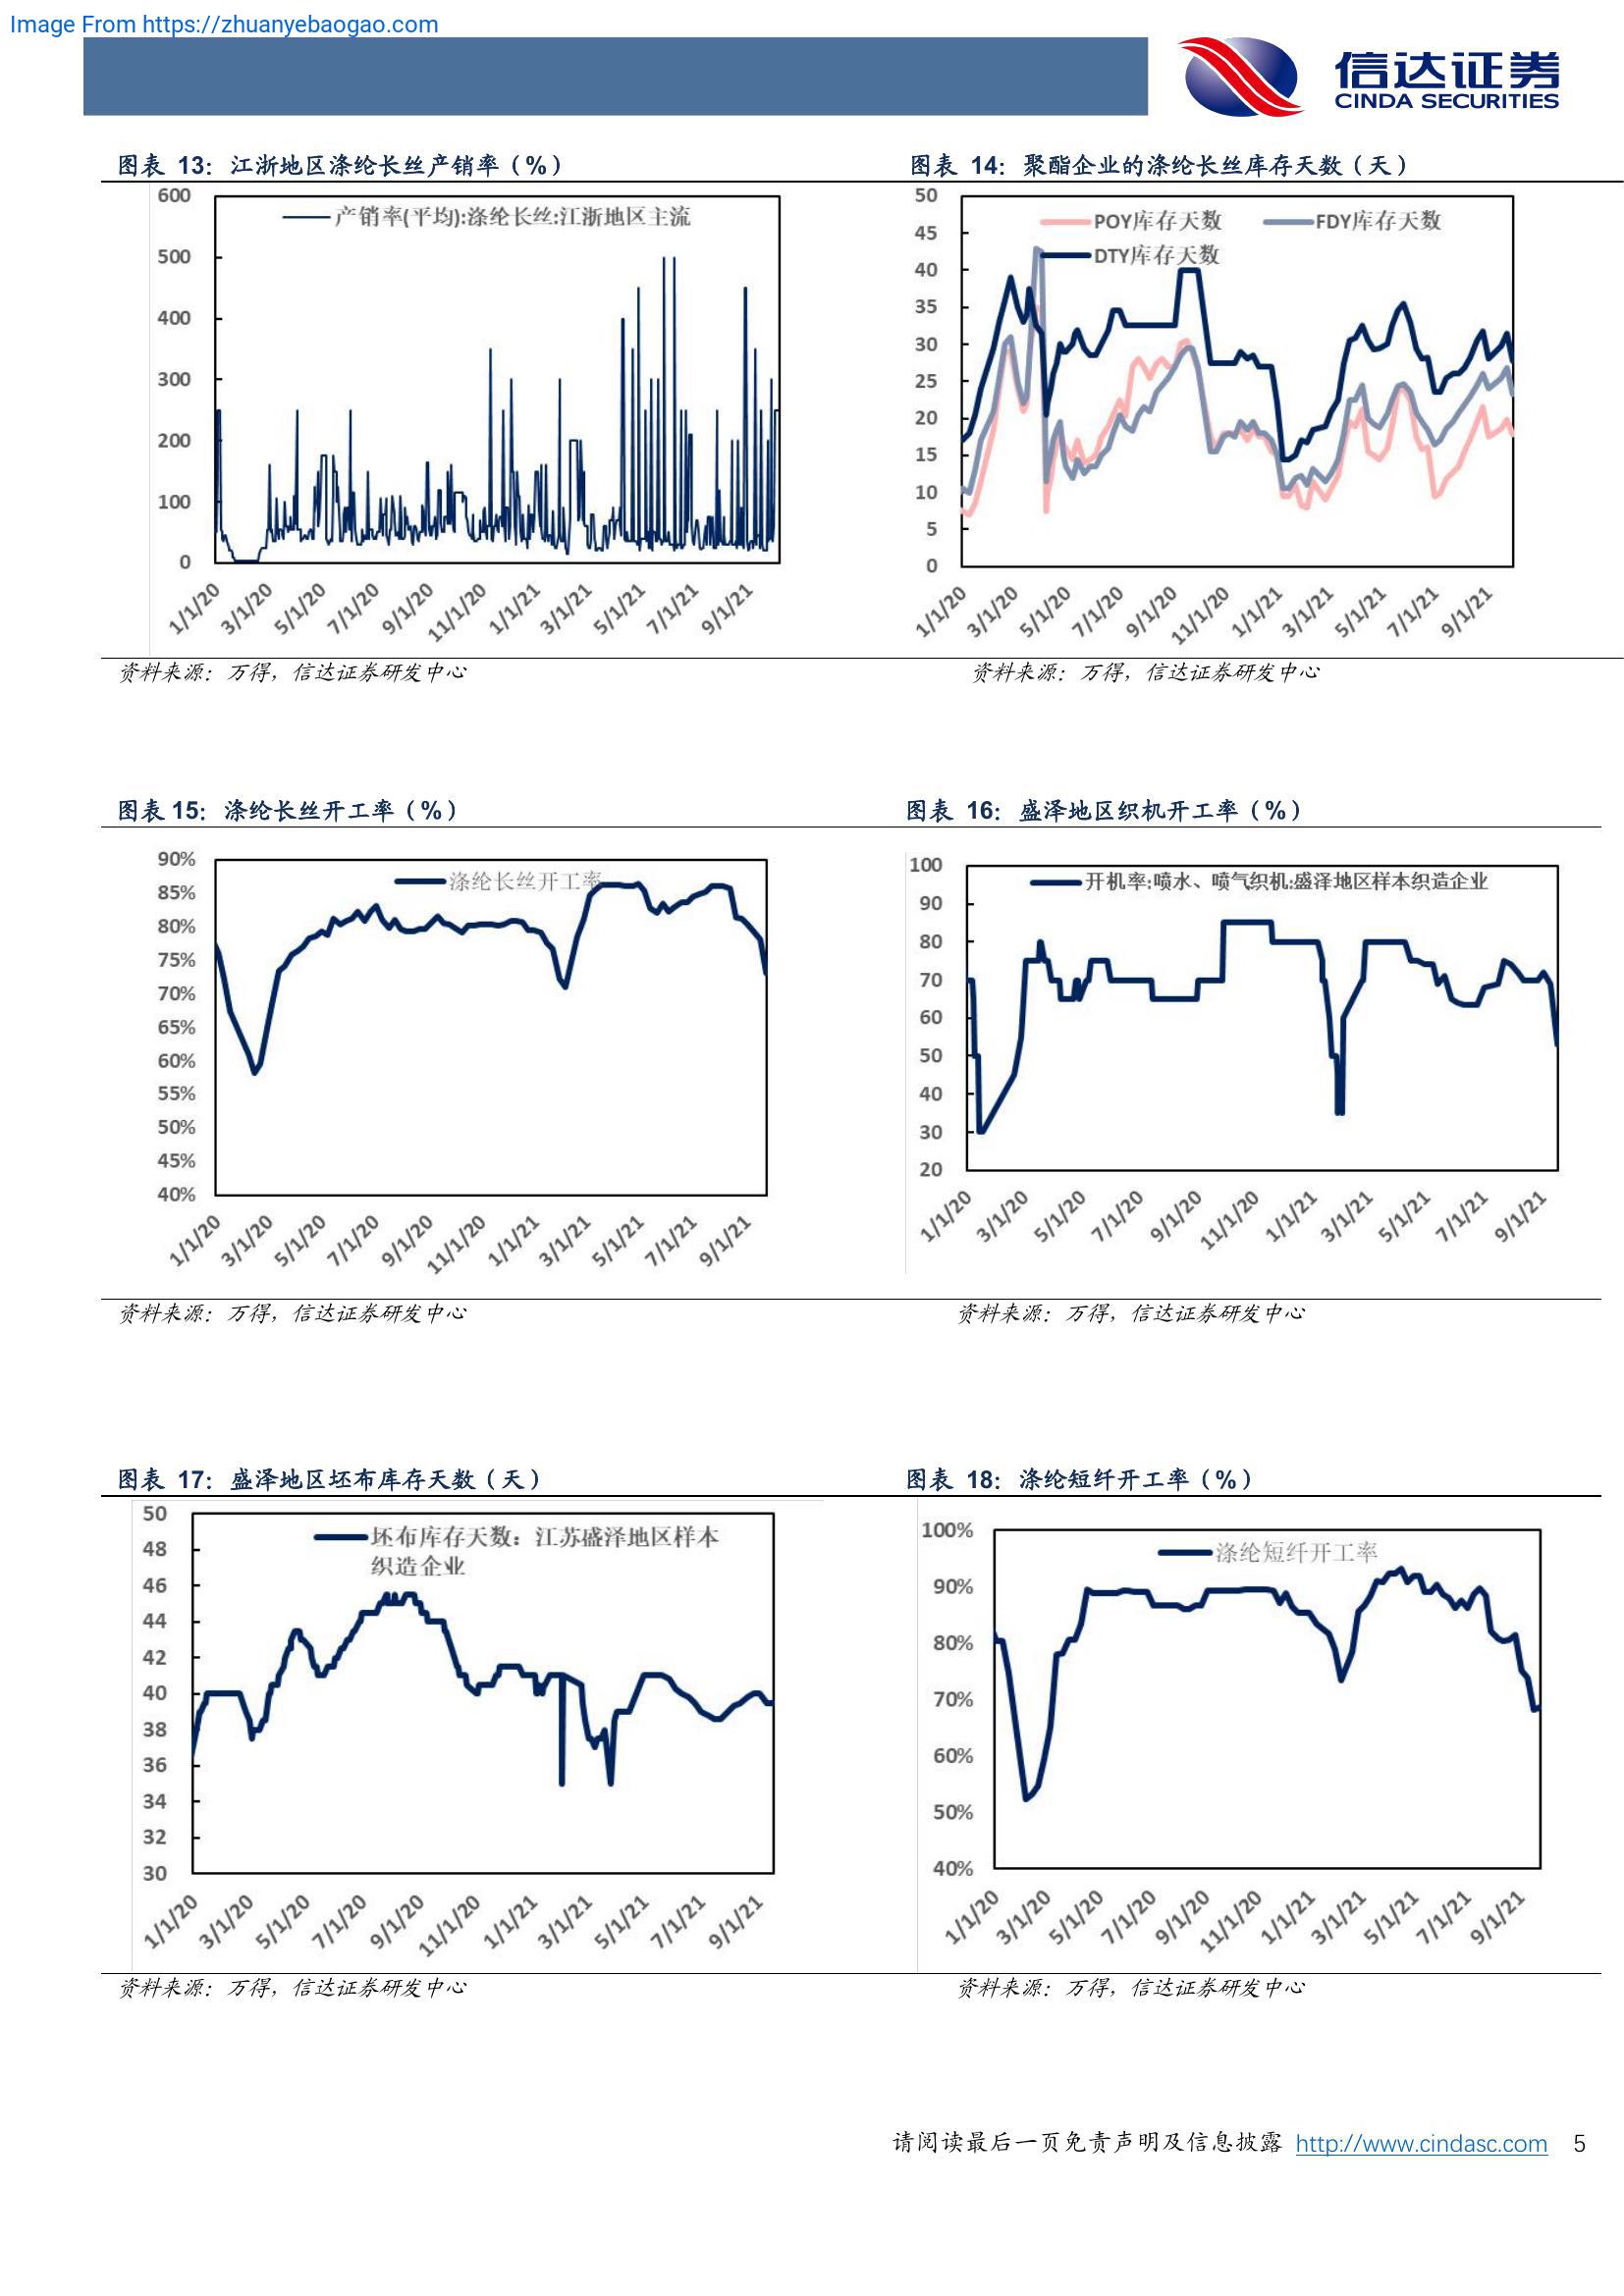 Image From https://zhuanyebaogao.com
信达证券
CINDA SECURITIES
图表 13：江浙地区涤纶长丝产销率（%）
600
500
400
300
200
100
0
产销率(平均):涤纶长丝:江浙地区主流
1/1/20 3/1/20 5/1/20 7/1/20 9/1/20 11/1/20 1/1/21 3/1/21 5/1/21 7/1/21 9/1/21
资料来源：万得，信达证券研发中心
图表 14：聚酯企业的涤纶长丝库存天数（天）
50
45
40
35
30
25
20
15
10
5
0
POY库存天数 FDY库存天数
DTY库存天数
1/1/20 3/1/20 5/1/20 7/1/20 9/1/20 11/1/20 1/1/21 3/1/21 5/1/21 7/1/21 9/1/21
资料来源：万得，信达证券研发中心
图表 15：涤纶长丝开工率（%）
90%
85%
80%
75%
70%
65%
60%
55%
50%
45%
40%
涤纶长丝开工率
1/1/20 3/1/20 5/1/20 7/1/20 9/1/20 11/1/20 1/1/21 3/1/21 5/1/21 7/1/21 9/1/21
资料来源：万得，信达证券研发中心
图表 16：盛泽地区织机开工率（%）
100
90
80
70
60
50
40
30
20
开机率:喷水、喷气织机:盛泽地区样本织造企业
1/1/20 3/1/20 5/1/20 7/1/20 9/1/20 11/1/20 1/1/21 3/1/21 5/1/21 7/1/21 9/1/21
资料来源：万得，信达证券研发中心
图表 17：盛泽地区坯布库存天数（天）
50
48
46
44
42
40
38
36
34
32
30
坯布库存天数：江苏盛泽地区样本
织造企业
1/1/20 3/1/20 5/1/20 7/1/20 9/1/20 11/1/20 1/1/21 3/1/21 5/1/21 7/1/21 9/1/21
资料来源：万得，信达证券研发中心
图表 18：涤纶短纤开工率（%）
100%
90%
80%
70%
60%
50%
40%
涤纶短纤开工率
1/1/20 3/1/20 5/1/20 7/1/20 9/1/20 11/1/20 1/1/21 3/1/21 5/1/21 7/1/21 9/1/21
资料来源：万得，信达证券研发中心
请阅读最后一页免责声明及信息披露 http://www.cindasc.com 5